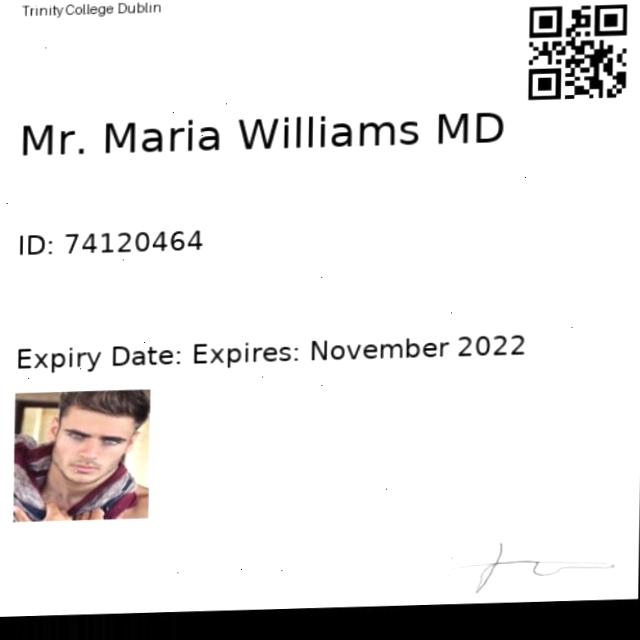 Trinity College Dublin
Mr. Maria Williams MD
ID: 74120464
Expiry Date: Expires: November 2022